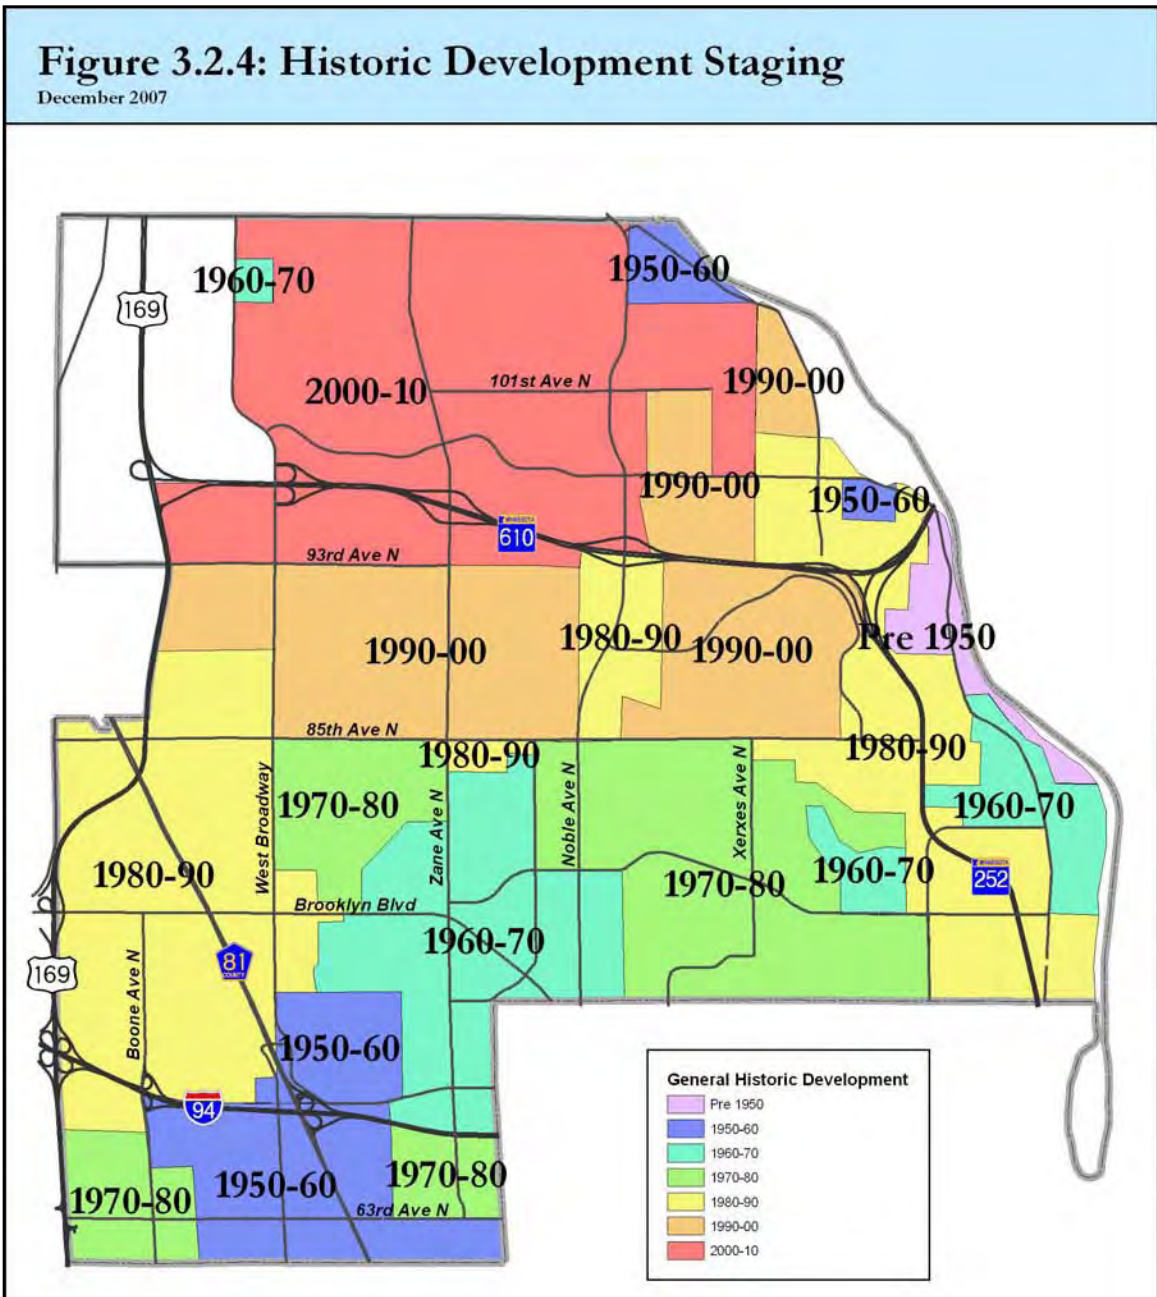 Figure 3.2.4: Historic Development Staging
December 2007
1960-70
1950-60
169
2000-10
101st Ave N
1990-00
1990-00
1950-60
MINNESOTA
610
93rd Ave N
1990-00
1980-90
1990-00
Pre 1950
85th Ave N
1980-90
1980-90
West Broadway
1970-80
Zane Ave N
Noble Ave N
Xerxes Ave N
1960-70
1980-90
1970-80
1960-70
MINNESOTA
252
Brooklyn Blvd
1960-70
169
Boone Ave N
81
COUNTY
1950-60
94
1970-80
1950-60
1970-80
63rd Ave N
General Historic Development
Pre 1950
1950-60
1960-70
1970-80
1980-90
1990-00
2000-10